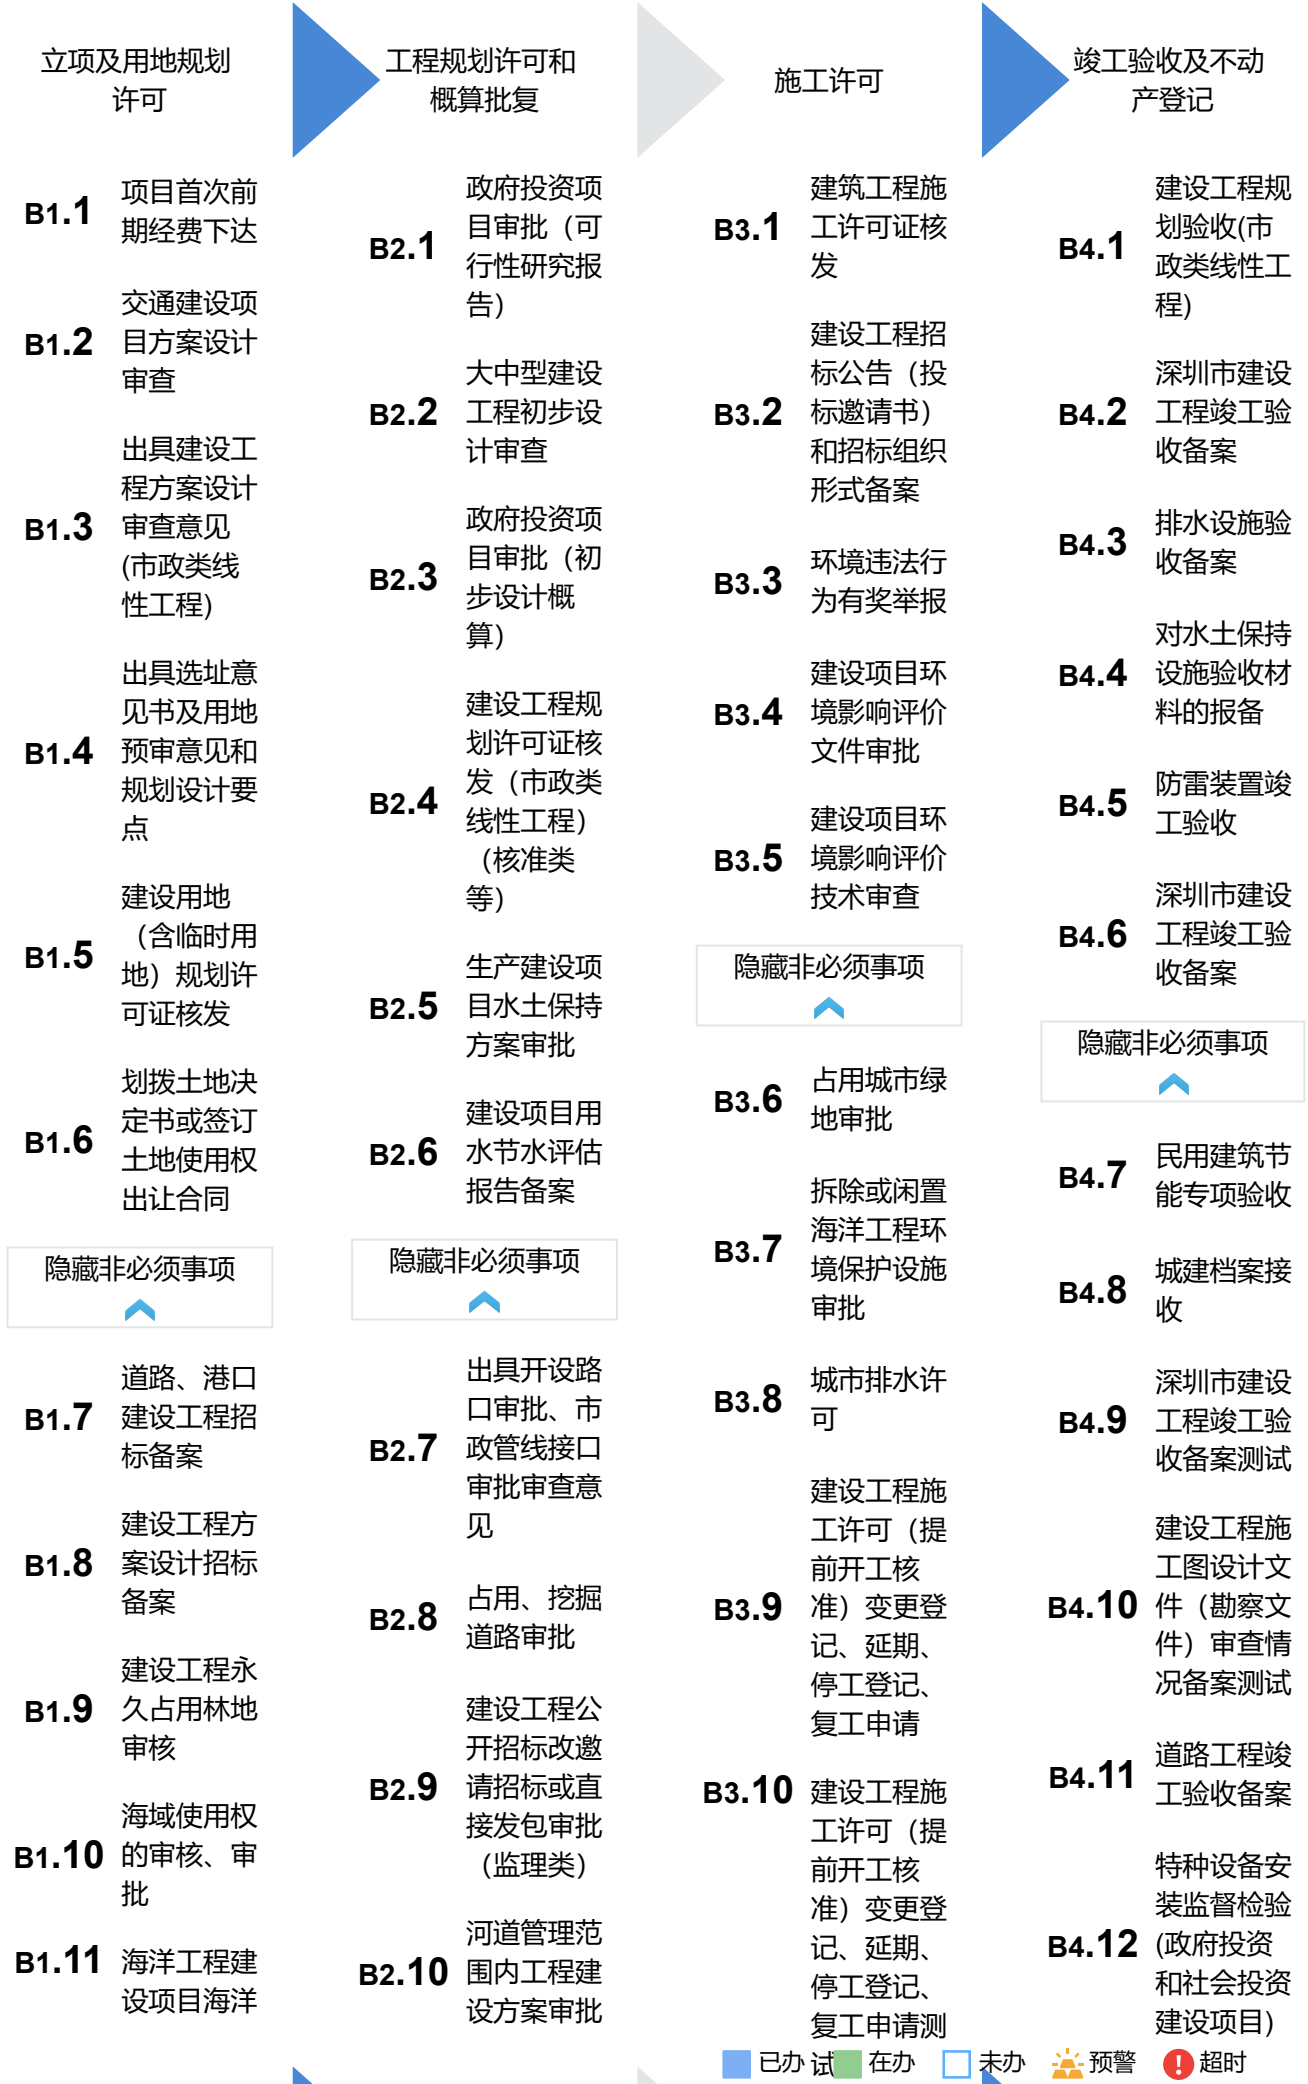 立项及用地规划
许可
B1.1
项目首次前
期经费下达
B1.2
交通建设项
目方案设计
审查
B1.3
出具建设工
程方案设计
审查意见
(市政类线
性工程)
B1.4
出具选址意
见书及用地
预审意见和
规划设计要
点
B1.5
建设用地
（含临时用
地）规划许
可证核发
B1.6
划拨土地决
定书或签订
土地使用权
出让合同
隐藏非必须事项
B1.7
道路、港口
建设工程招
标备案
B1.8
建设工程方
案设计招标
备案
B1.9
建设工程永
久占用林地
审核
B1.10
海域使用权
的审核、审
批
B1.11
海洋工程建
设项目海洋
工程规划许可和
概算批复
B2.1
政府投资项
目审批（可
行性研究报
告）
B2.2
大中型建设
工程初步设
计审查
B2.3
政府投资项
目审批（初
步设计概
算）
B2.4
建设工程规
划许可证核
发（市政类
线性工程）
（核准类
等）
B2.5
生产建设项
目水土保持
方案审批
B2.6
建设项目用
水节水评估
报告备案
隐藏非必须事项
B2.7
出具开设路
口审批、市
政管线接口
审批审查意
见
B2.8
占用、挖掘
道路审批
B2.9
建设工程公
开招标改邀
请招标或直
接发包审批
（监理类）
B2.10
河道管理范
围内工程建
设方案审批
施工许可
B3.1
建筑工程施
工许可证核
发
B3.2
建设工程招
标公告（投
标邀请书）
和招标组织
形式备案
B3.3
环境违法行
为有奖举报
B3.4
建设项目环
境影响评价
文件审批
B3.5
建设项目环
境影响评价
技术审查
隐藏非必须事项
B3.6
占用城市绿
地审批
B3.7
拆除或闲置
海洋工程环
境保护设施
审批
B3.8
城市排水许
可
B3.9
建设工程施
工许可（提
前开工核
准）变更登
记、延期、
停工登记、
复工申请
B3.10
建设工程施
工许可（提
前开工核
准）变更登
记、延期、
停工登记、
复工申请测
试
竣工验收及不动
产登记
B4.1
建设工程规
划验收(市
政类线性工
程)
B4.2
深圳市建设
工程竣工验
收备案
B4.3
排水设施验
收备案
B4.4
对水土保持
设施验收材
料的报备
B4.5
防雷装置竣
工验收
B4.6
深圳市建设
工程竣工验
收备案
隐藏非必须事项
B4.7
民用建筑节
能专项验收
B4.8
城建档案接
收
B4.9
深圳市建设
工程竣工验
收备案测试
B4.10
建设工程施
工图设计文
件（勘察文
件）审查情
况备案测试
B4.11
道路工程竣
工验收备案
B4.12
特种设备安
装监督检验
(政府投资
和社会投资
建设项目)
已办 在办 未办 预警 超时